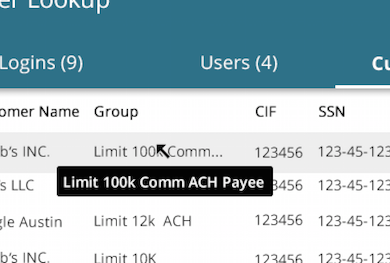 er Lookup
Logins (9) Users (4) Cu
omer Name Group CIF SSN
b's INC. Limit 100k Comm... 123456 123-45-123
Limit 100k Comm ACH Payee
's LLC 123456 123-45-123
gle Austin Limit 12k ACH 123456 123-45-123
b's INC. Limit 10K 123456 123-45-123